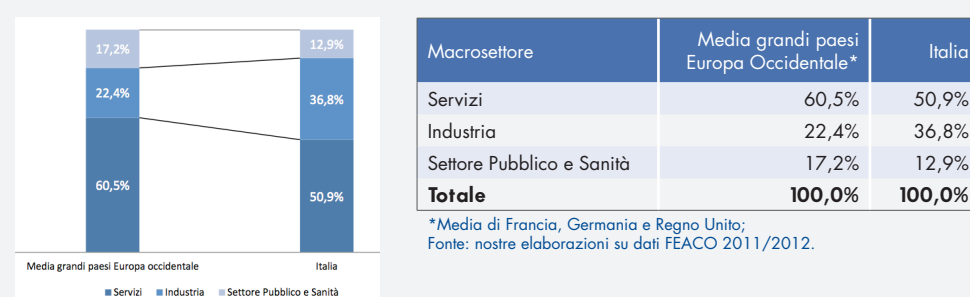 17,2%
12,9%
22,4%
36,8%
60,5%
50,9%
Media grandi paesi Europa occidentale
Italia
Servizi Industria Settore Pubblico e Sanità
Macrosettore
Media grandi paesi
Europa Occidentale*
Italia
Servizi 60,5% 50,9%
Industria 22,4% 36,8%
Settore Pubblico e Sanità 17,2% 12,9%
Totale 100,0% 100,0%
*Media di Francia, Germania e Regno Unito;
Fonte: nostre elaborazioni su dati FEACO 2011/2012.